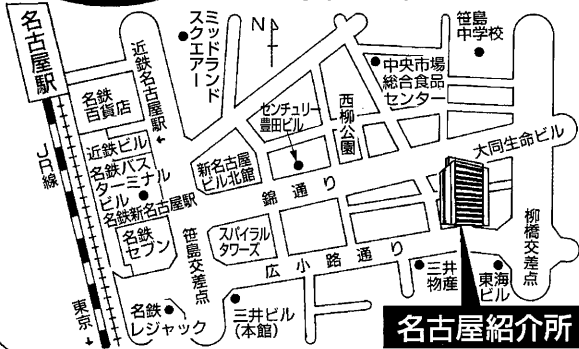 名古屋駅
近鉄名古屋駅
ミッドランド
スクエアー
N
笹島
中学校
中央市場
総合食品
センター
名鉄
百貨店
センチュリー
豊田ビル
西柳公園
大同生命ビル
JR線
近鉄ビル
名鉄バス
ターミナル
ビル
名鉄新名古屋駅
新名古屋
ビル北館
錦通り
名鉄
セブン
笹島交差点
スパイラル
タワーズ
広小路通り
柳橋交差点
三井
物産
東海
ビル
東京
名鉄
レジャック
三井ビル
(本館)
名古屋紹介所